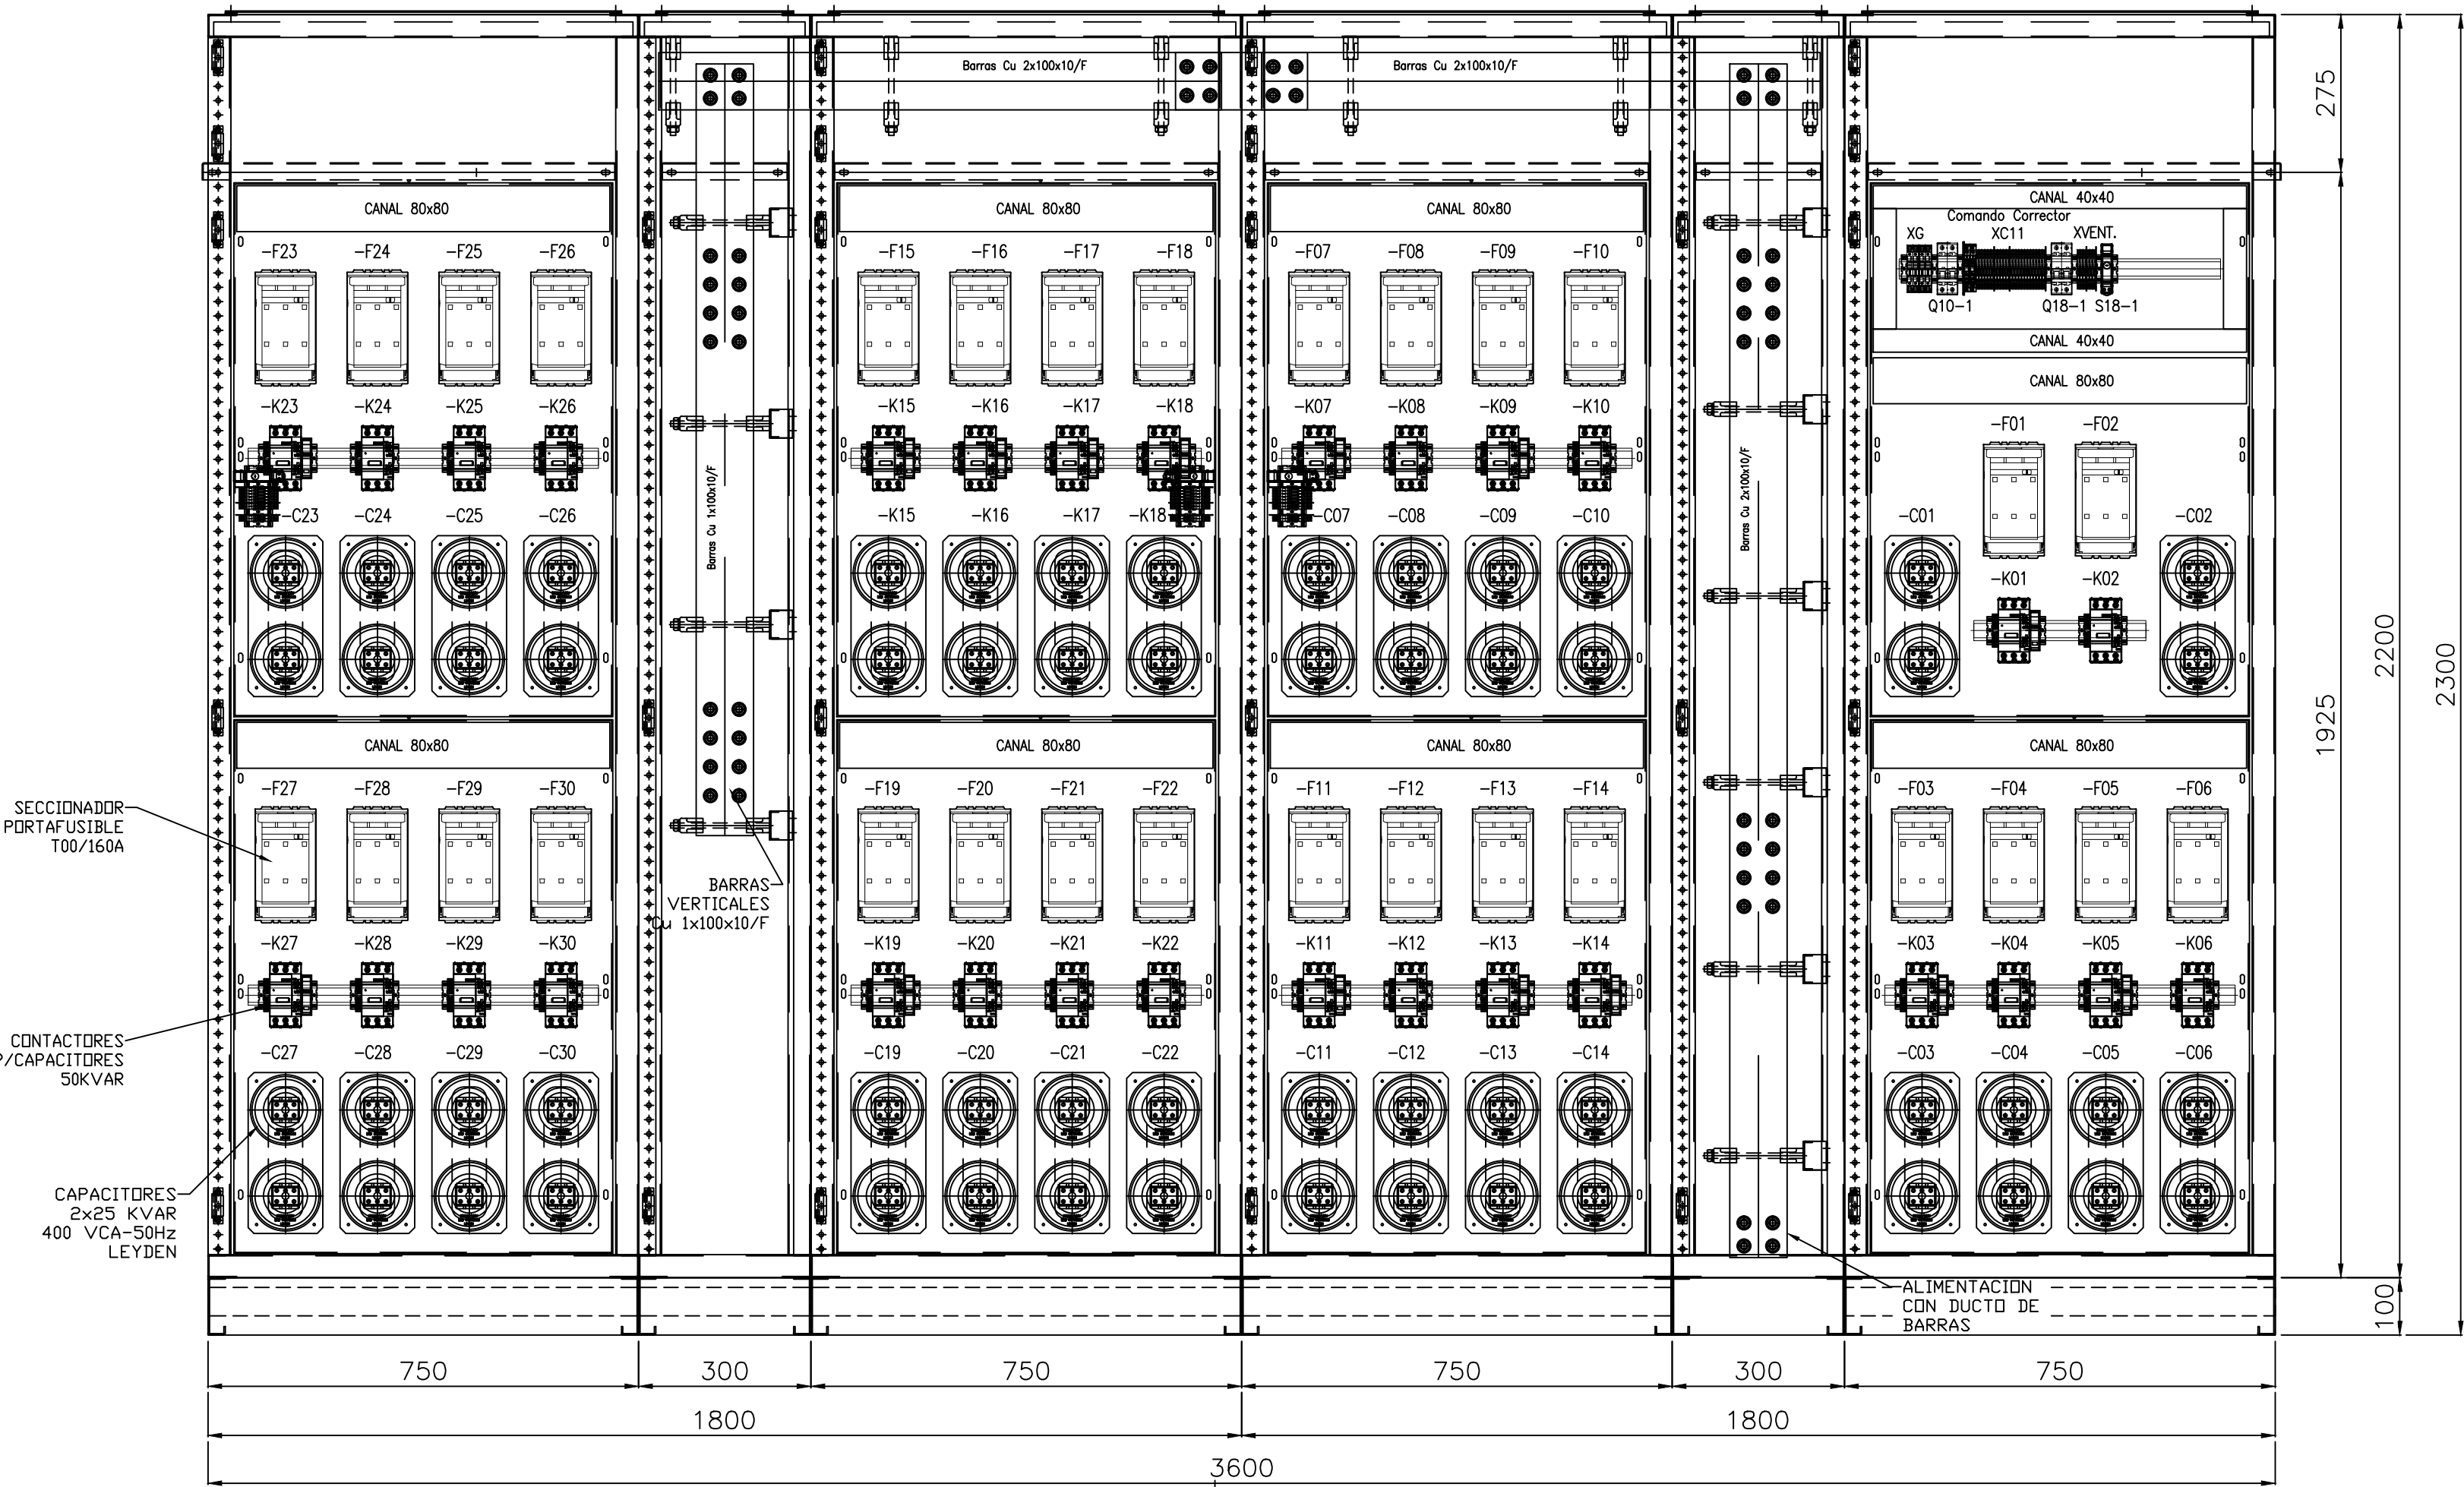 Barras Cu 2x100x10/F
Barras Cu 2x100x10/F
275
CANAL 80x80
CANAL 80x80
CANAL 80x80
CANAL 40x40
Comando Corrector
XG
XC11
XVENT.
Q10-1
Q18-1
S18-1
CANAL 40x40
CANAL 80x80
-F23 -F24 -F25 -F26
-F15 -F16 -F17 -F18
-F07 -F08 -F09 -F10
-K23 -K24 -K25 -K26
-K15 -K16 -K17 -K18
-K07 -K08 -K09 -K10
-F01 -F02
Barras Cu 1x100x10/F
Barras Cu 2x100x10/F
-C23 -C24 -C25 -C26
-K15 -K16 -K17 -K18
-C07 -C08 -C09 -C10
-C01 -C02
-K01 -K02
1925
2200
2300
CANAL 80x80
CANAL 80x80
CANAL 80x80
CANAL 80x80
-F27 -F28 -F29 -F30
-F19 -F20 -F21 -F22
-F11 -F12 -F13 -F14
-F03 -F04 -F05 -F06
SECCIONADOR
PORTAFUSIBLE
T00/160A
BARRAS
VERTICALES
Cu 1x100x10/F
-K27 -K28 -K29 -K30
-K19 -K20 -K21 -K22
-K11 -K12 -K13 -K14
-K03 -K04 -K05 -K06
CONTACTORES
P/CAPACITORES
50KVAR
-C27 -C28 -C29 -C30
-C19 -C20 -C21 -C22
-C11 -C12 -C13 -C14
-C03 -C04 -C05 -C06
CAPACITORES
2x25 KVAR
400 VCA-50Hz
LEYDEN
ALIMENTACION
CON DUCTO DE
BARRAS
100
750 300 750 750 300 750
1800 1800
3600